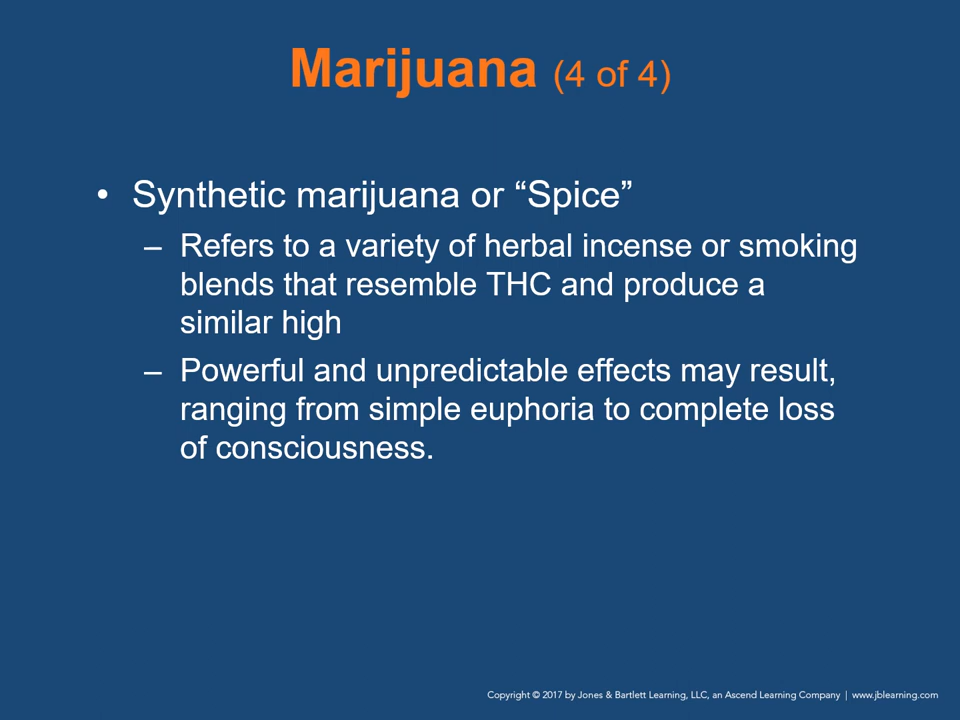 Marijuana (4 of 4)
• Synthetic marijuana or “Spice”
– Refers to a variety of herbal incense or smoking
blends that resemble THC and produce a
similar high
– Powerful and unpredictable effects may result,
ranging from simple euphoria to complete loss
of consciousness.
Copyright © 2017 by Jones & Bartlett Learning, LLC, an Ascend Learning Company | www.jblearning.com